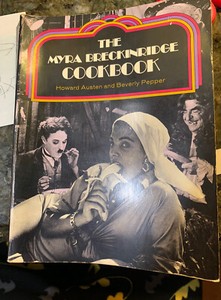 THE
MYRA BRECKINRIDGE
COOKBOOK
Howard Austen and Beverly Pepper